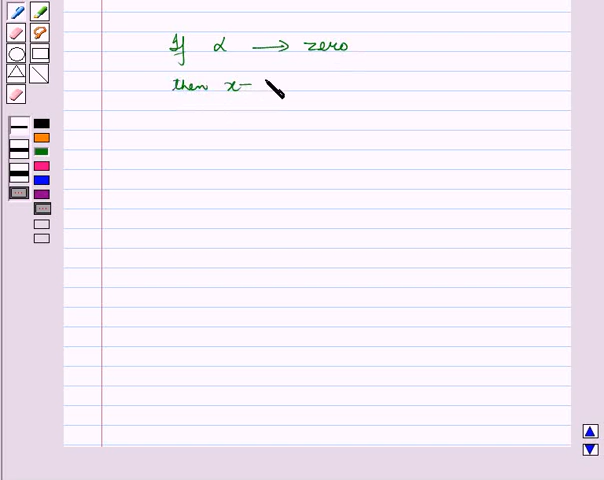 If α ⟶ zero
then x-